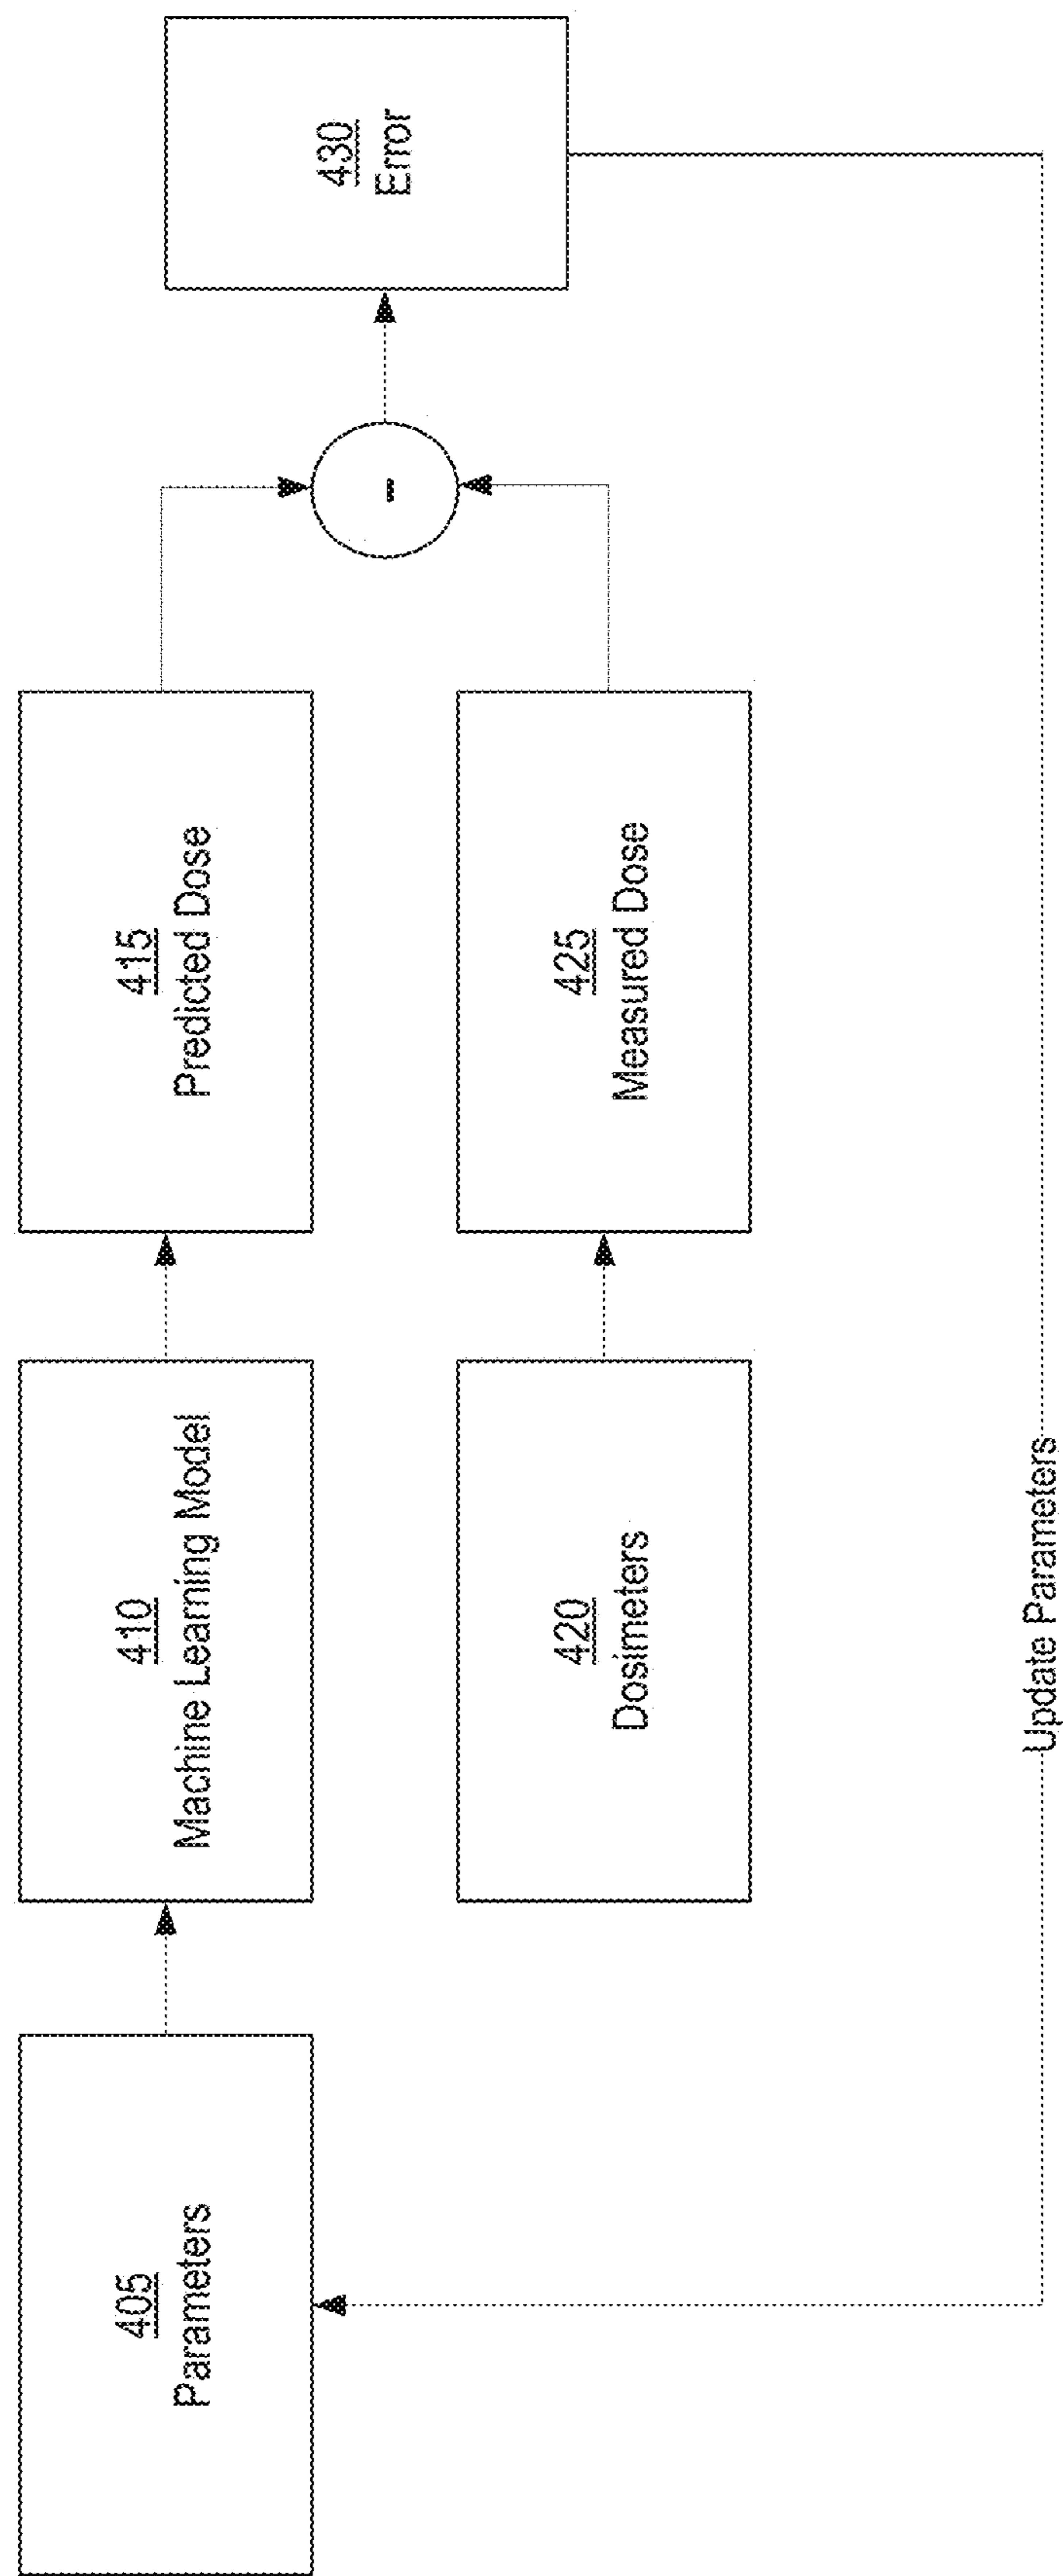 405
Parameters
410
Machine Learning Model
415
Predicted Dose
420
Dosimeters
425
Measured Dose
-
430
Error
Update Parameters